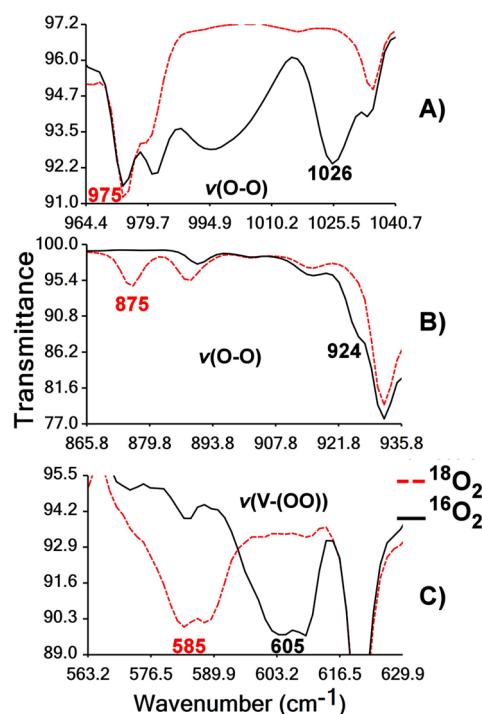 97.2
96.0
94.7
93.5
92.2
91.0
A)
975
1026
ν(O-O)
964.4 979.7 994.9 1010.2 1025.5 1040.7
Transmittance
100.0
95.4
90.8
86.2
81.6
77.0
B)
875
924
ν(O-O)
865.8 879.8 893.8 907.8 921.8 935.8
95.5
94.2
92.9
91.6
90.3
89.0
ν(V-(OO))
¹⁸O₂
¹⁶O₂
C)
585
605
563.2 576.5 589.9 603.2 616.5 629.9
Wavenumber (cm⁻¹)